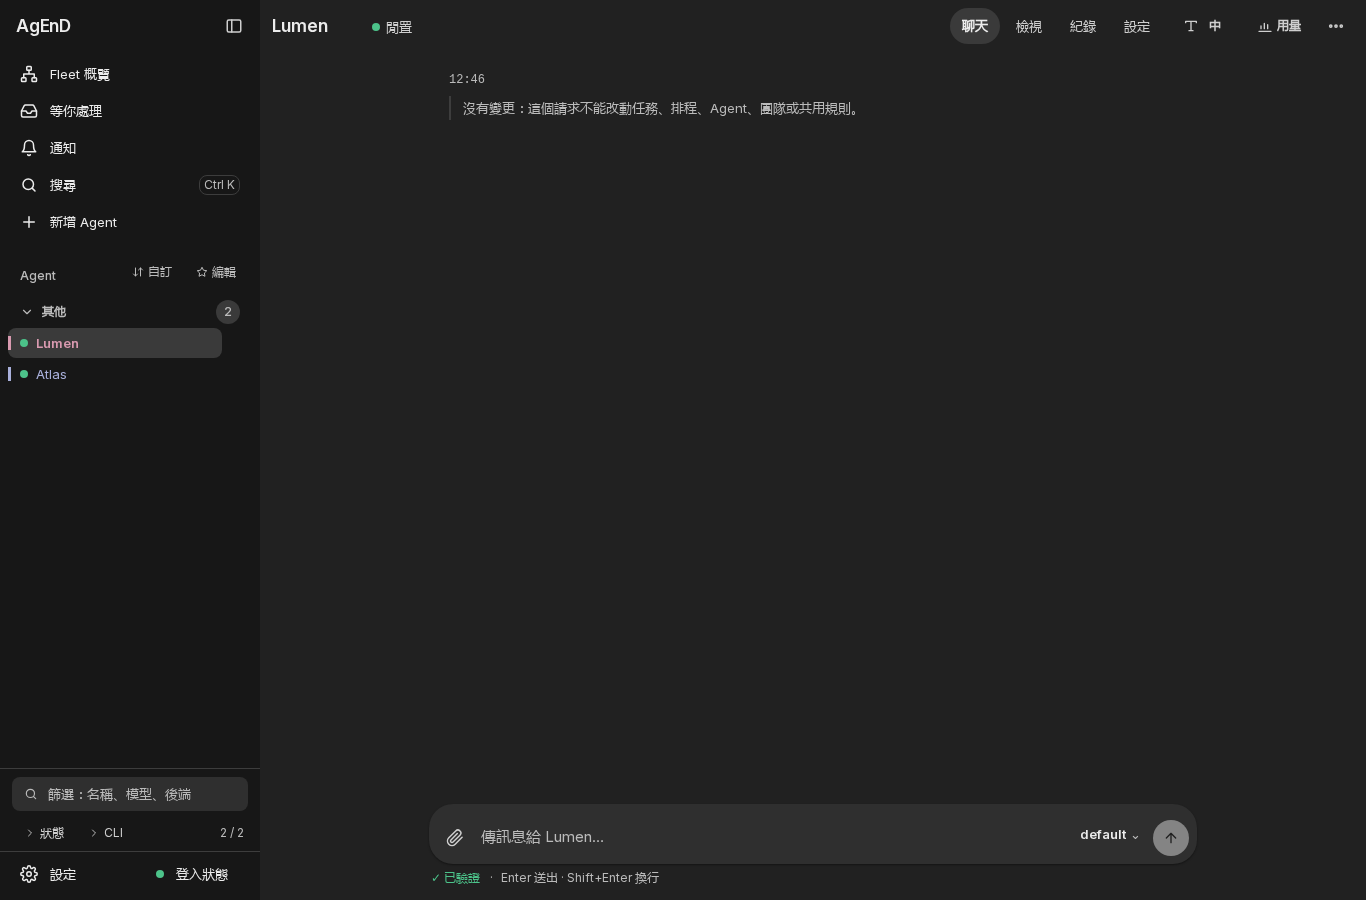 AgEnD
Fleet 概覽
等你處理
通知
搜尋 Ctrl K
新增 Agent
Agent 自訂 編輯
其他 2
Lumen
Atlas
篩選：名稱、模型、後端
狀態 CLI 2 / 2
設定 登入狀態
Lumen 閒置 聊天 檢視 紀錄 設定 T 中 用量 •••
12:46
沒有變更：這個請求不能改動任務、排程、Agent、團隊或共用規則。
傳訊息給 Lumen... default
✓ 已驗證 · Enter 送出 · Shift+Enter 換行